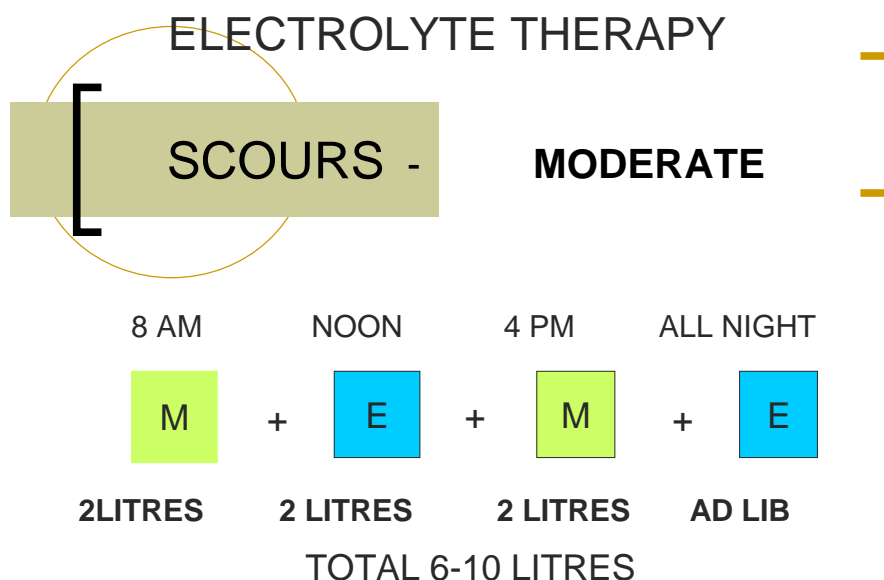 ELECTROLYTE THERAPY
SCOURS - MODERATE
8 AM NOON 4 PM ALL NIGHT
M + E + M + E
2LITRES 2 LITRES 2 LITRES AD LIB
TOTAL 6-10 LITRES